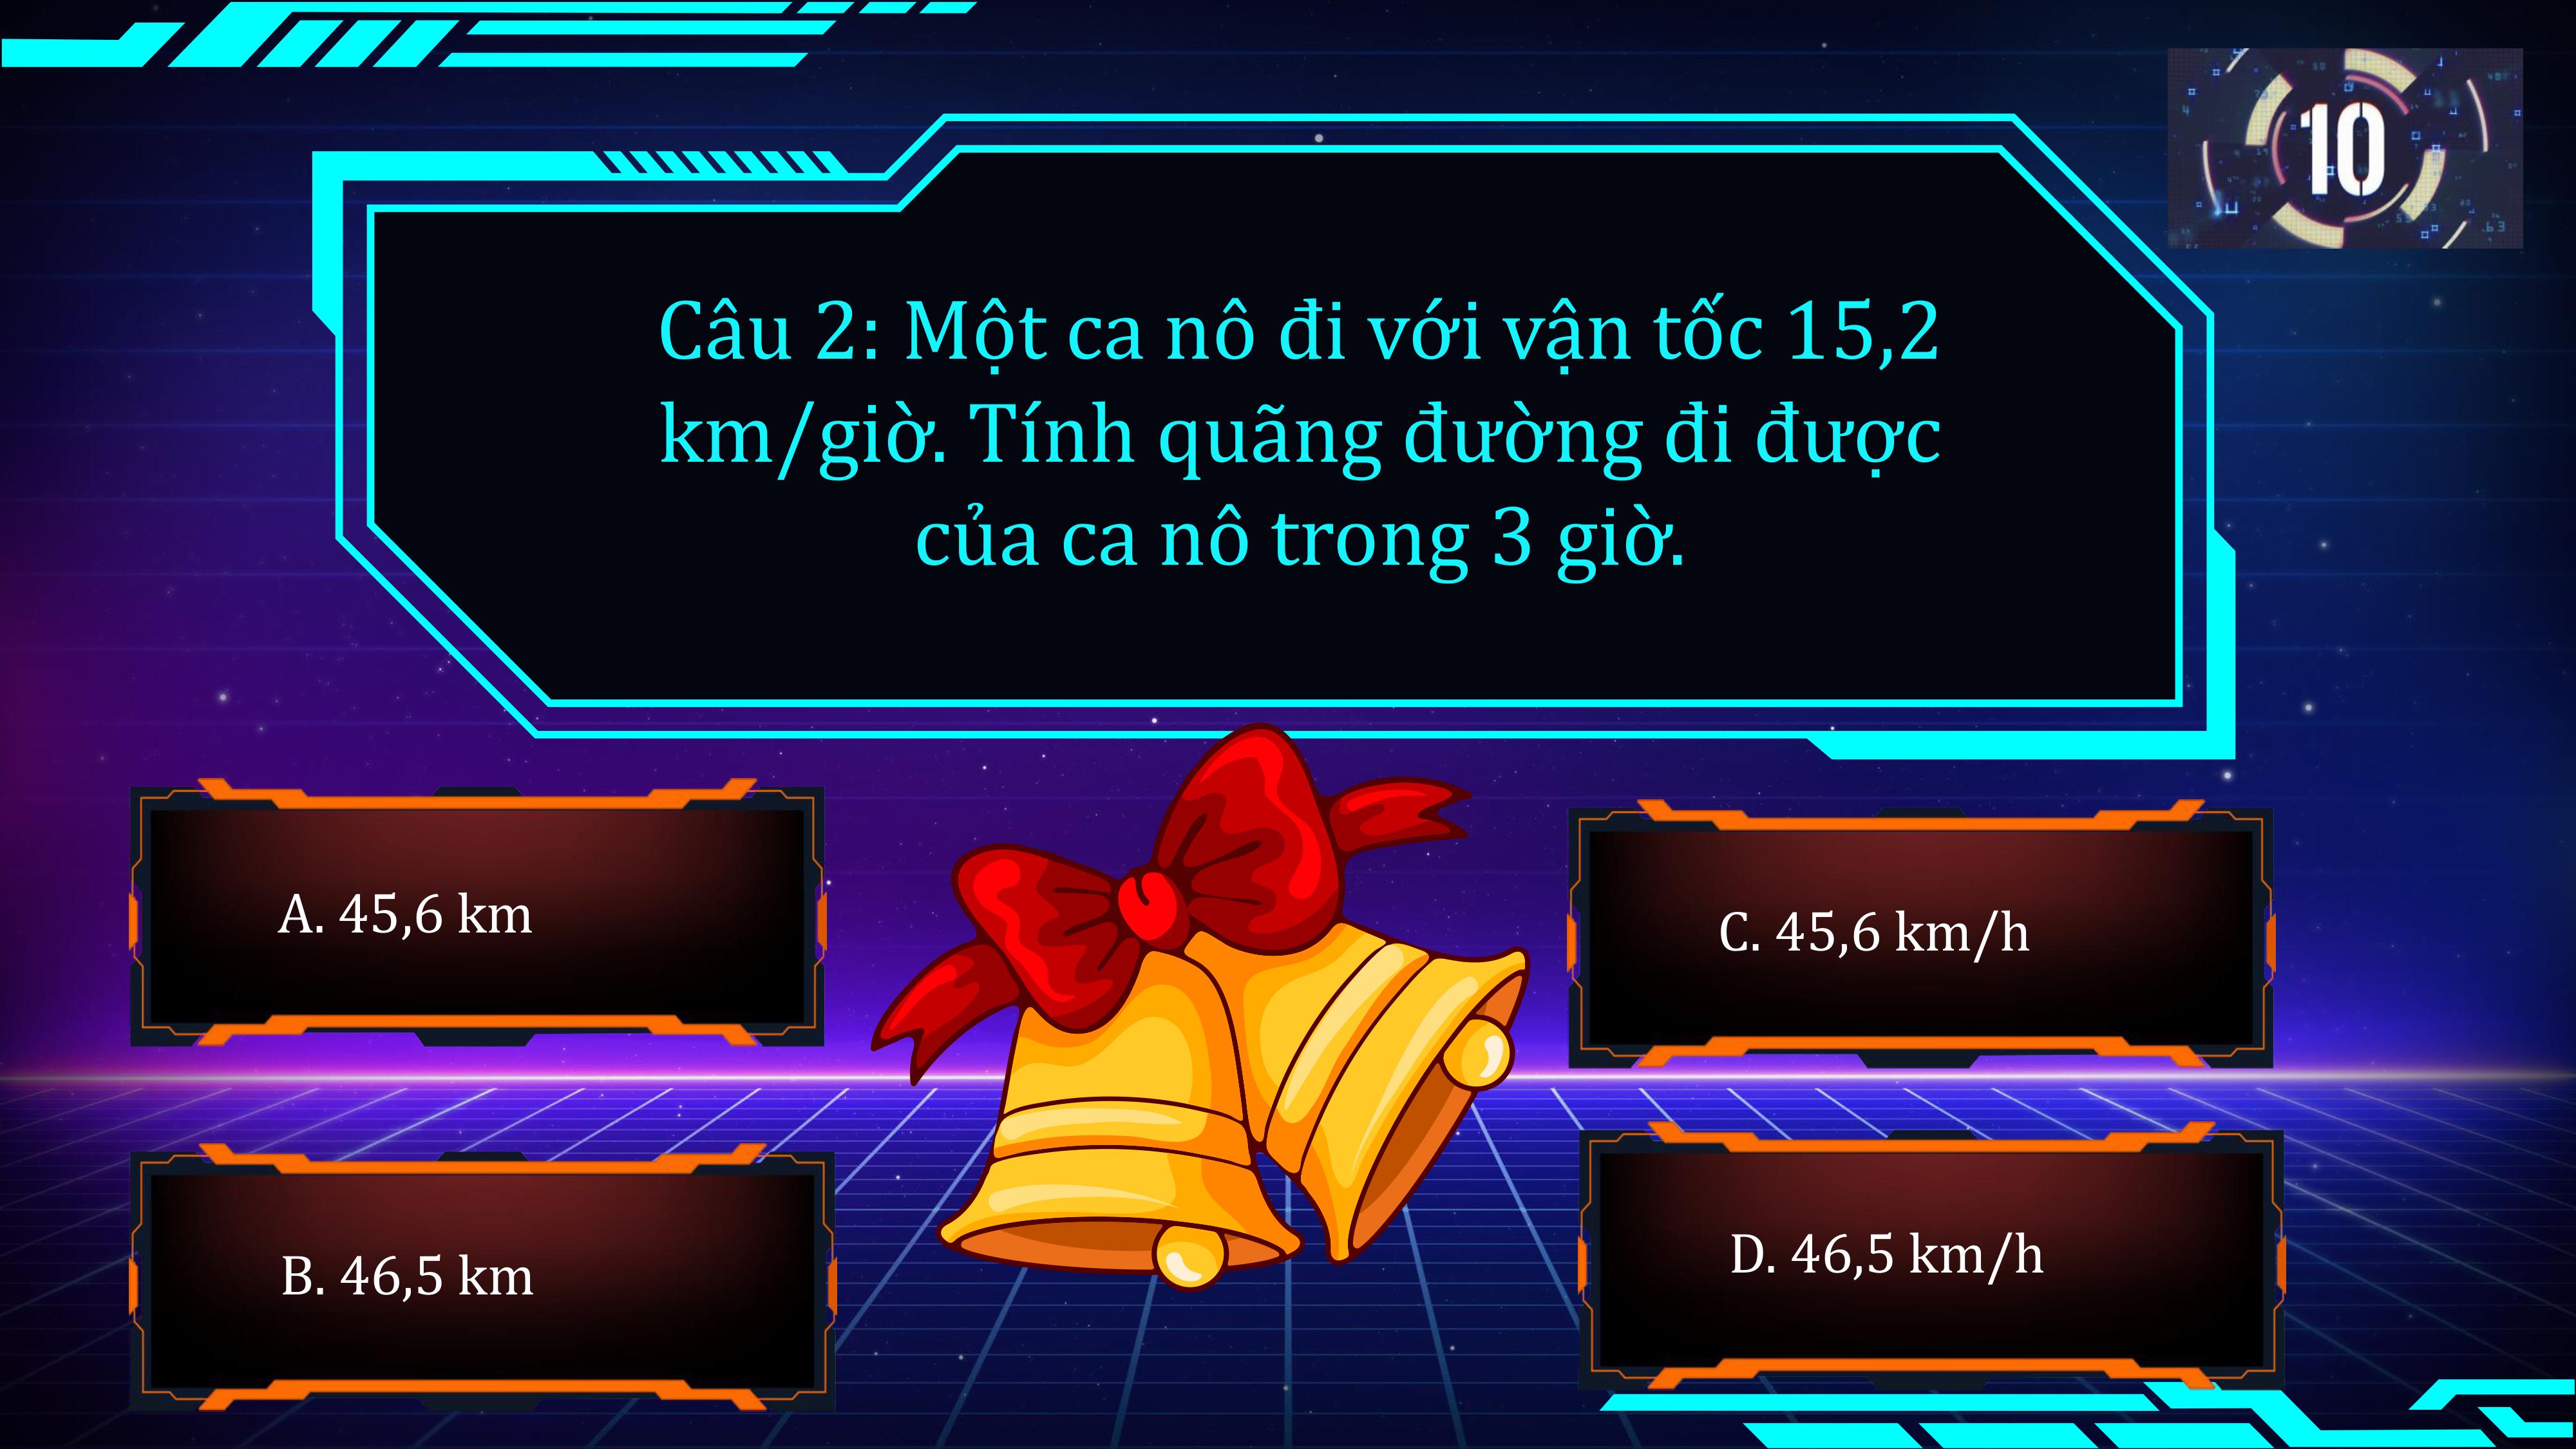 10
Câu 2: Một ca nô đi với vận tốc 15,2
km/giờ. Tính quãng đường đi được
của ca nô trong 3 giờ.
A. 45,6 km
C. 45,6 km/h
B. 46,5 km
D. 46,5 km/h